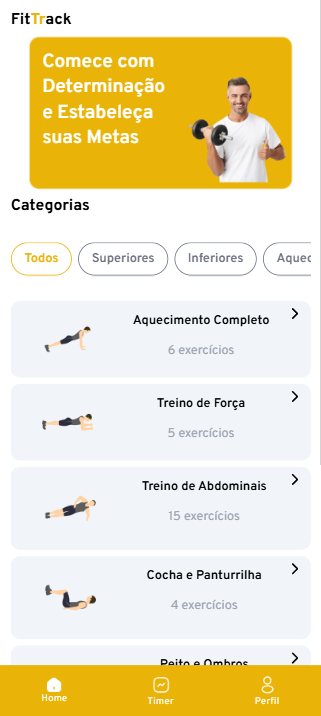 FitTrack
Comece com
Determinação
e Estabeleça
suas Metas
Categorias
Todos Superiores Inferiores Aquec
Aquecimento Completo
6 exercícios
Treino de Força
5 exercícios
Treino de Abdominais
15 exercícios
Cocha e Panturrilha
4 exercícios
Peito e Ombros
Home Timer Perfil